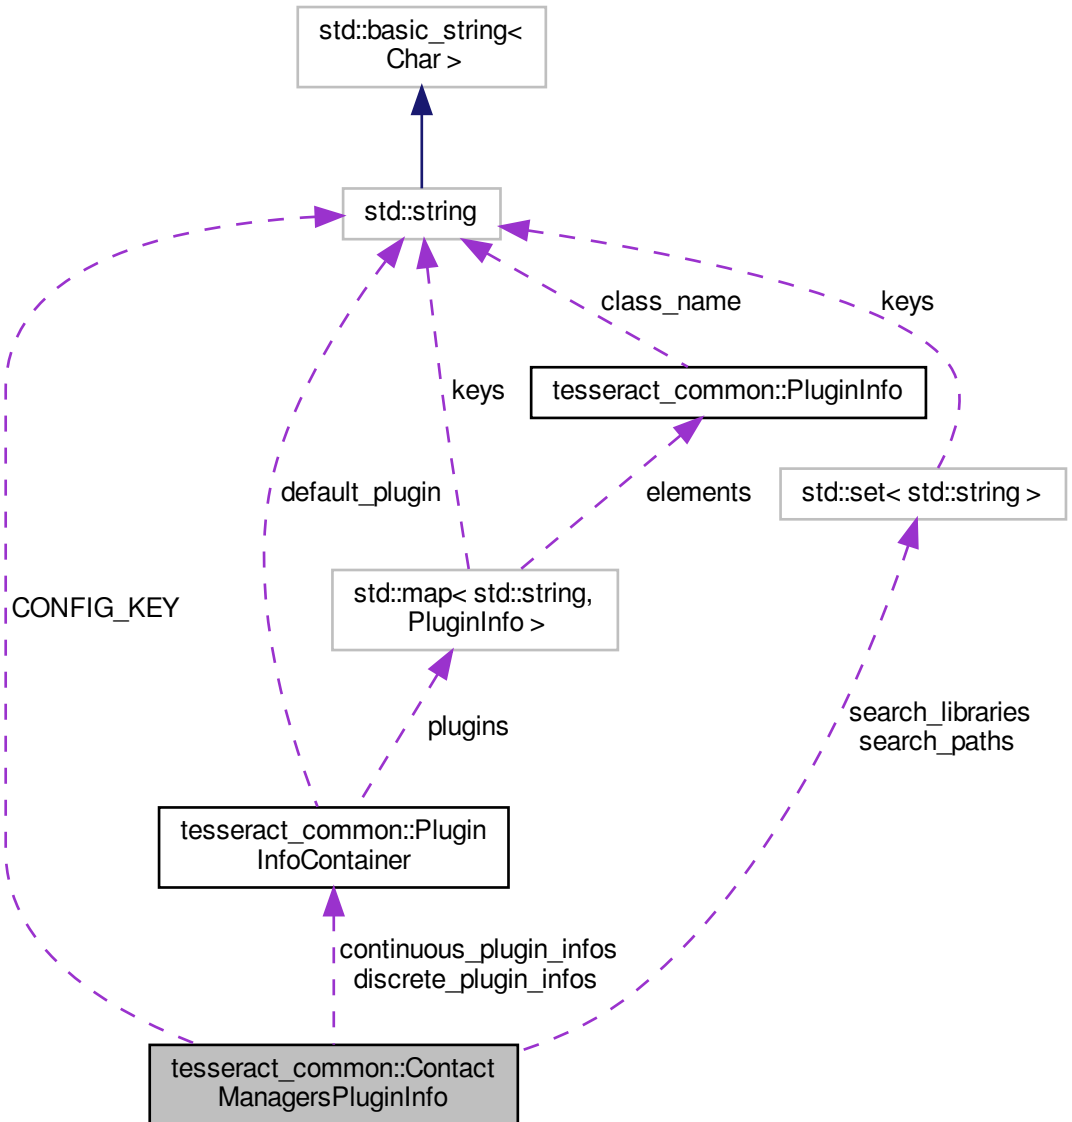 std::basic_string<
Char >
std::string
class_name
keys
tesseract_common::PluginInfo
keys
default_plugin
elements
std::set< std::string >
std::map< std::string,
PluginInfo >
CONFIG_KEY
plugins
search_libraries
search_paths
tesseract_common::Plugin
InfoContainer
continuous_plugin_infos
discrete_plugin_infos
tesseract_common::Contact
ManagersPluginInfo